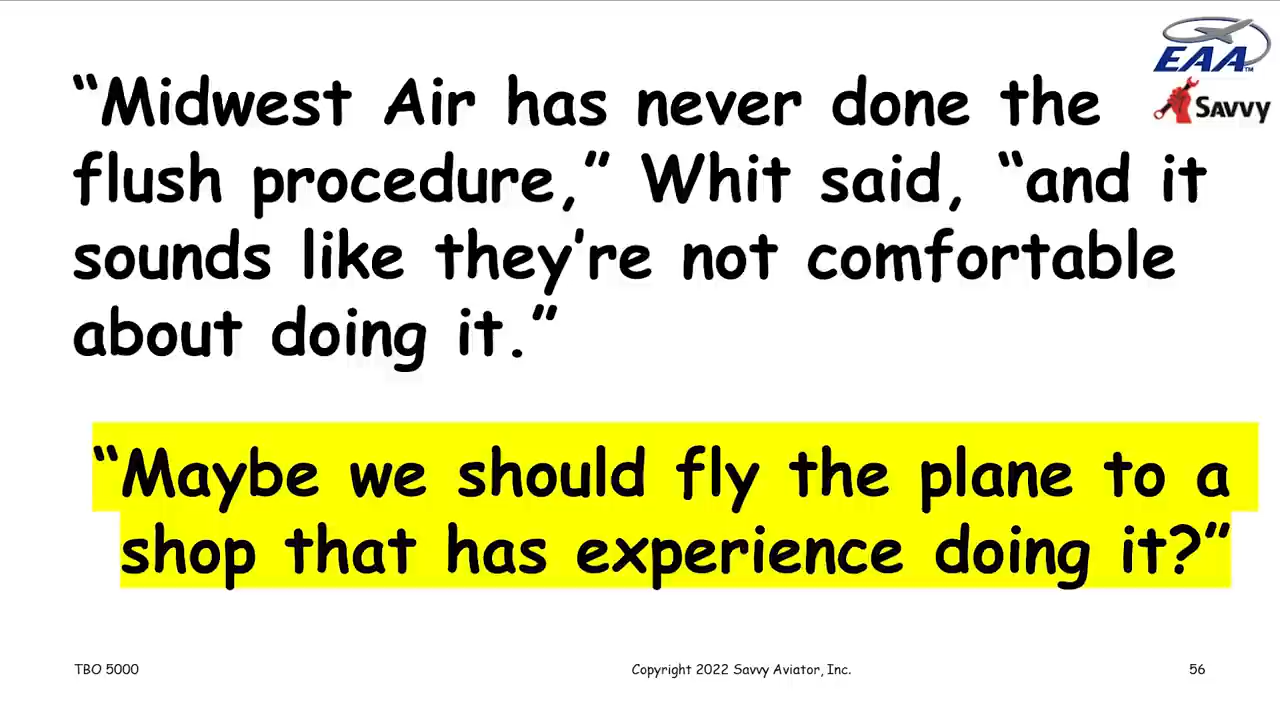 EAA™
SAVVY
“Midwest Air has never done the
flush procedure,” Whit said, “and it
sounds like they’re not comfortable
about doing it.”
“Maybe we should fly the plane to a
shop that has experience doing it?”
TBO 5000
Copyright 2022 Savvy Aviator, Inc.
56